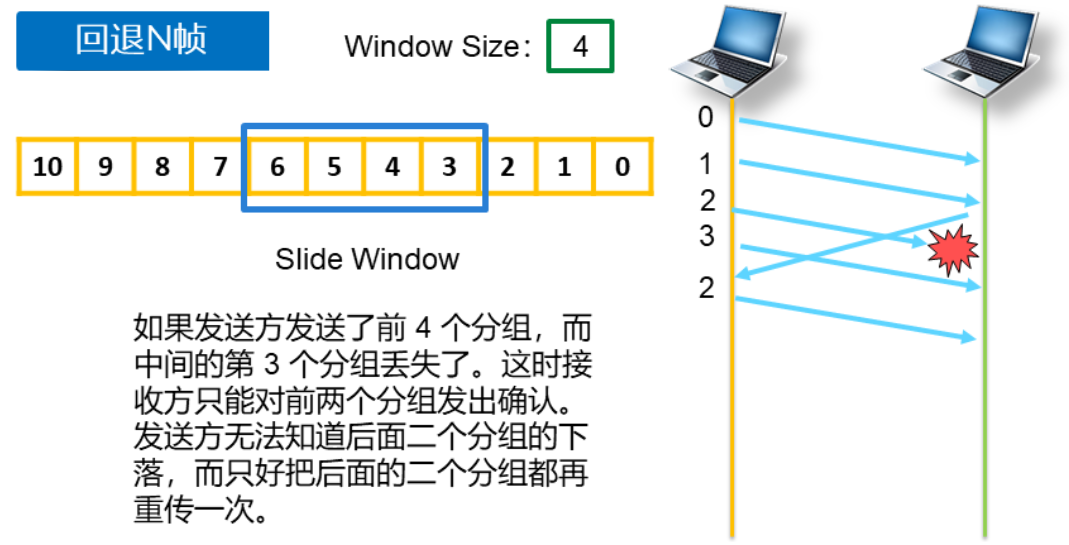 回退N帧
Window Size: 4
10 9 8 7 6 5 4 3 2 1 0
Slide Window
如果发送方发送了前 4 个分组，而
中间的第 3 个分组丢失了。这时接
收方只能对前两个分组发出确认。
发送方无法知道后面二个分组的下
落，而只好把后面的二个分组都再
重传一次。
0
1
2
3
2